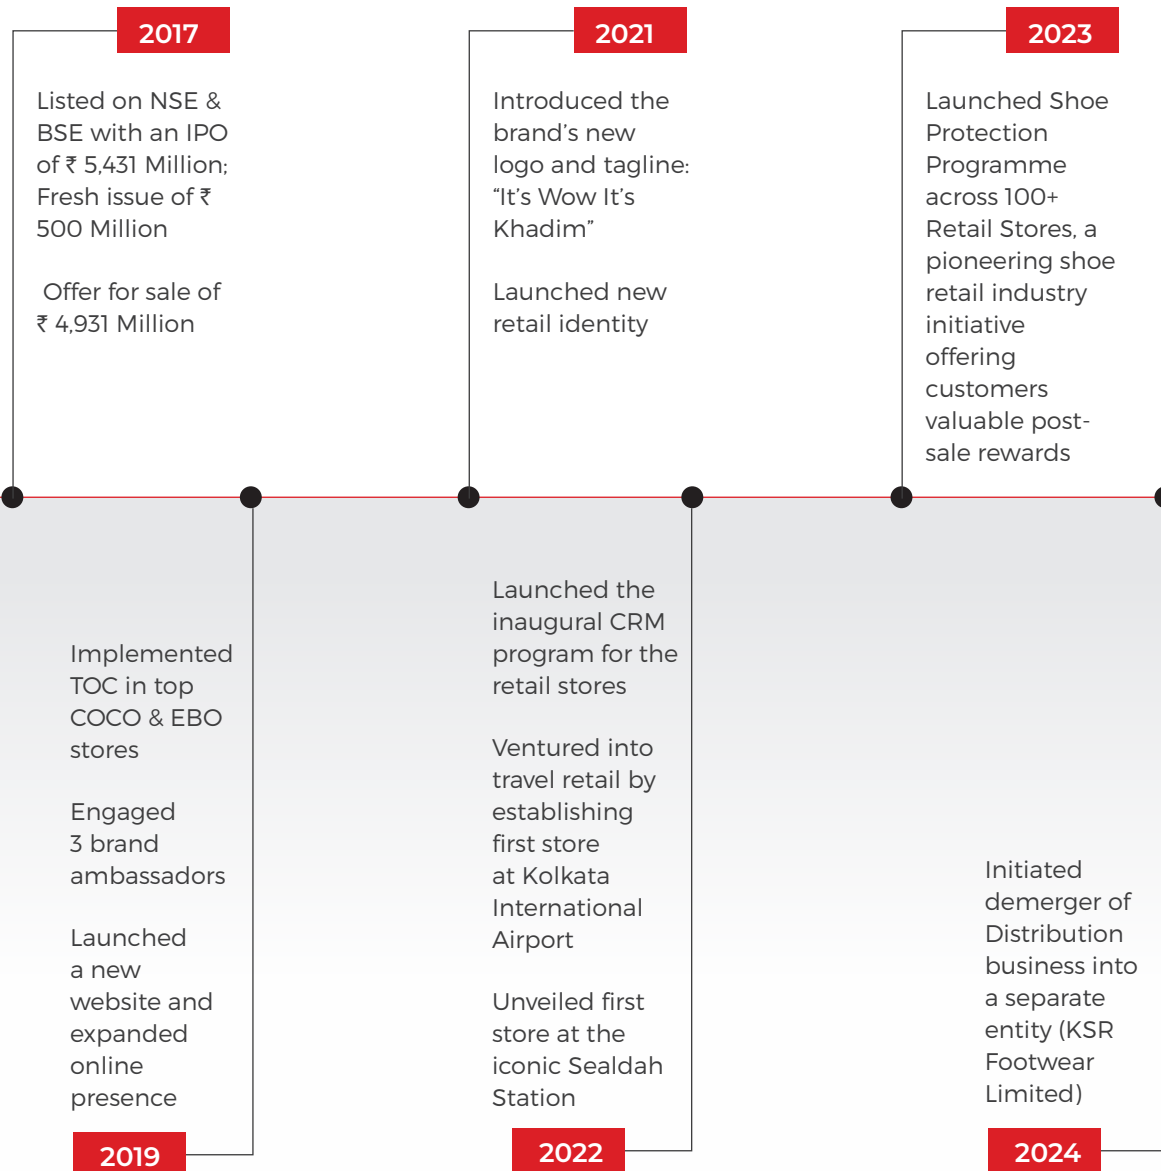 2017
Listed on NSE &
BSE with an IPO
of ₹ 5,431 Million;
Fresh issue of ₹
500 Million
Offer for sale of
₹ 4,931 Million
2021
Introduced the
brand’s new
logo and tagline:
“It’s Wow It’s
Khadim”
Launched new
retail identity
2023
Launched Shoe
Protection
Programme
across 100+
Retail Stores, a
pioneering shoe
retail industry
initiative
offering
customers
valuable post-
sale rewards
Implemented
TOC in top
COCO & EBO
stores
Engaged
3 brand
ambassadors
Launched
a new
website and
expanded
online
presence
2019
Launched the
inaugural CRM
program for the
retail stores
Ventured into
travel retail by
establishing
first store
at Kolkata
International
Airport
Unveiled first
store at the
iconic Sealdah
Station
2022
Initiated
demerger of
Distribution
business into
a separate
entity (KSR
Footwear
Limited)
2024